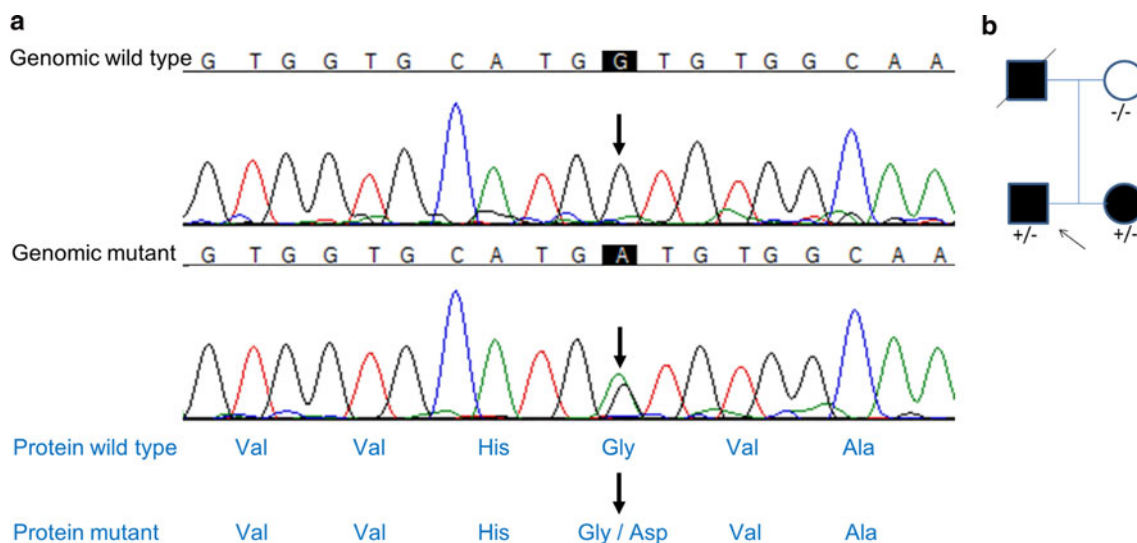 a
Genomic wild type G T G G T G C A T G G T G T G G C A A
Genomic mutant G T G G T G C A T G A T G T G G C A A
Protein wild type Val Val His Gly Val Ala
Protein mutant Val Val His Gly / Asp Val Ala
b
-/-
+/- +/-